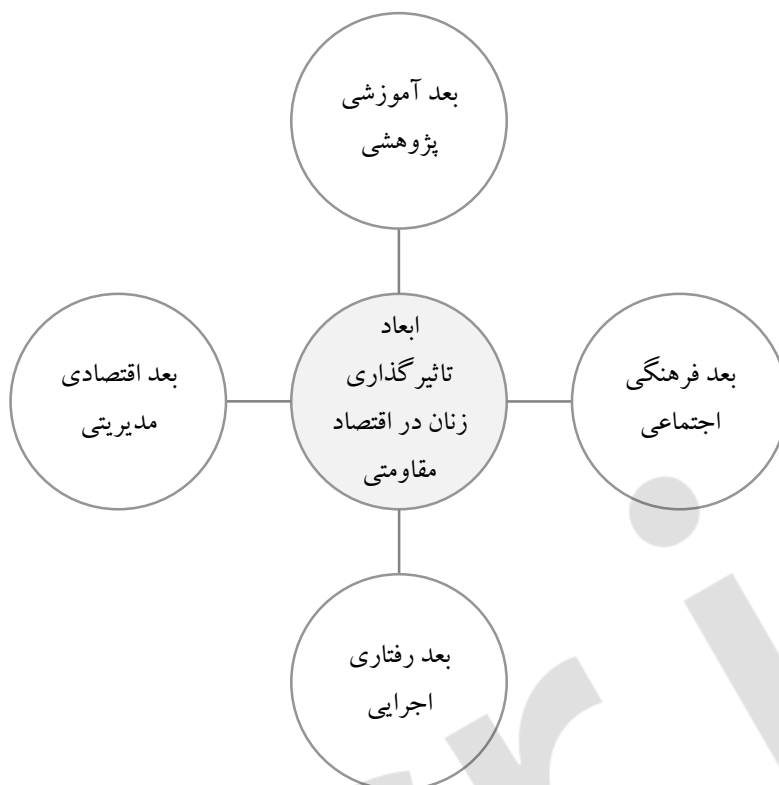 بعد آموزشی
پژوهشی
ابعاد
تاثیرگذاری
زنان در اقتصاد
مقاومتی
بعد فرهنگی
اجتماعی
بعد اقتصادی
مدیریتی
بعد رفتاری
اجرایی